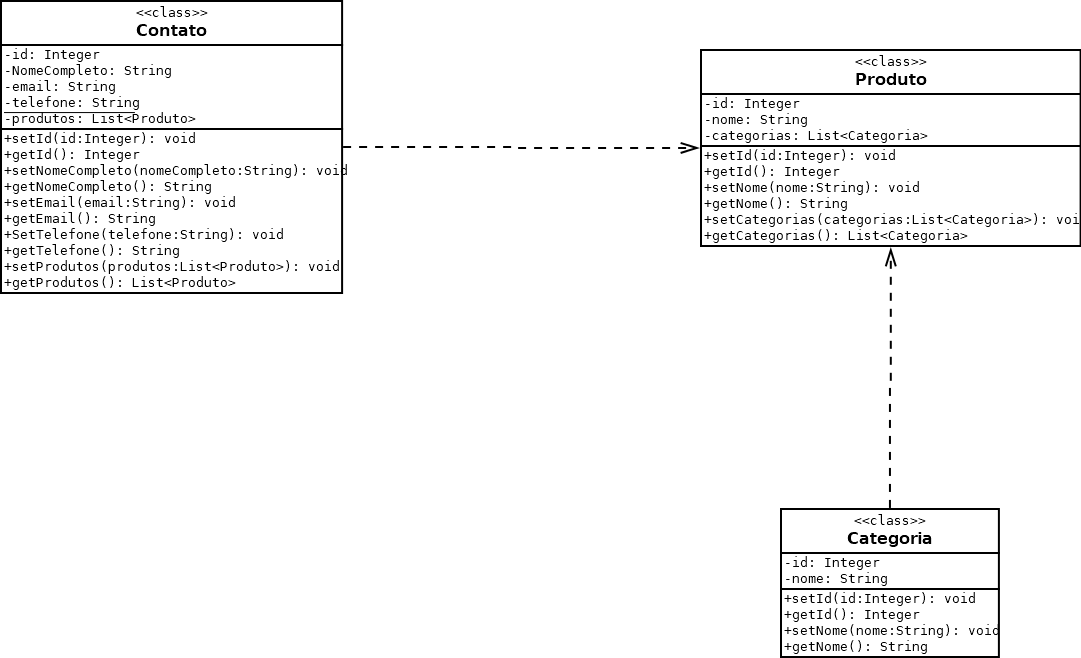 <<class>>
Contato
-id: Integer
-NomeCompleto: String
-email: String
-telefone: String
-produtos: List<Produto>
+setId(id:Integer): void
+getId(): Integer
+setNomeCompleto(nomeCompleto:String): void
+getNomeCompleto(): String
+setEmail(email:String): void
+getEmail(): String
+SetTelefone(telefone:String): void
+getTelefone(): String
+setProdutos(produtos:List<Produto>): void
+getProdutos(): List<Produto>
<<class>>
Produto
-id: Integer
-nome: String
-categorias: List<Categoria>
+setId(id:Integer): void
+getId(): Integer
+setNome(nome:String): void
+getNome(): String
+setCategorias(categorias:List<Categoria>): voi
+getCategorias(): List<Categoria>
<<class>>
Categoria
-id: Integer
-nome: String
+setId(id:Integer): void
+getId(): Integer
+setNome(nome:String): void
+getNome(): String